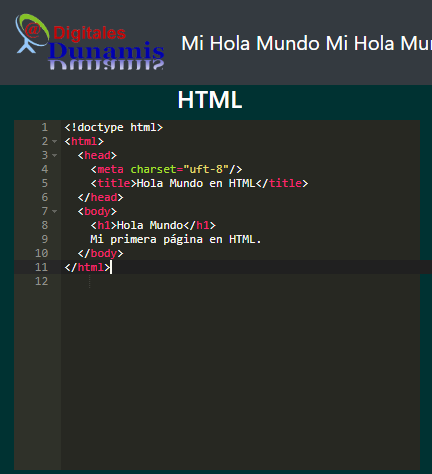 @Digitales
Dunamis
Mi Hola Mundo Mi Hola Mu
HTML
1 <!doctype html>
2 <html>
3 <head>
4 <meta charset="uft-8"/>
5 <title>Hola Mundo en HTML</title>
6 </head>
7 <body>
8 <h1>Hola Mundo</h1>
9 Mi primera página en HTML.
10 </body>
11 </html>
12